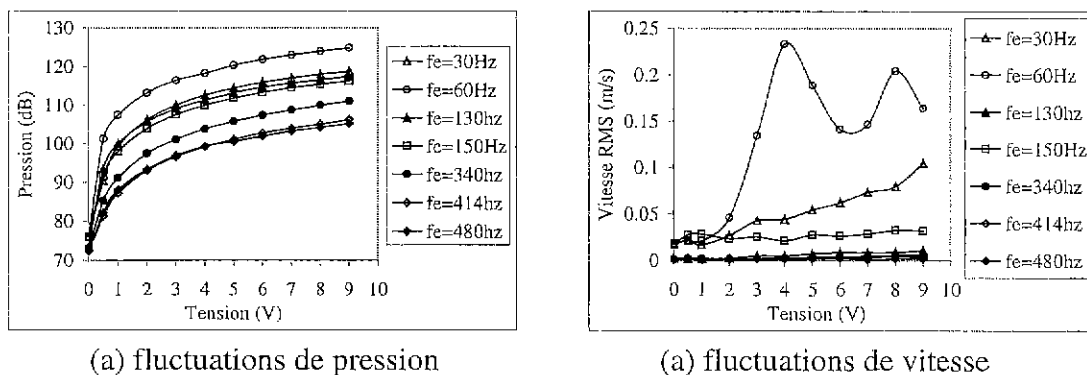 130
120
110
100
90
80
70
Pression (dB)
0 1 2 3 4 5 6 7 8 9 10
Tension (V)
fe=30Hz
fe=60Hz
fe=130hz
fe=150Hz
fe=340hz
fe=414hz
fe=480hz
(a) fluctuations de pression
0.25
0.2
0.15
0.1
0.05
0
Vitesse RMS (m/s)
0 1 2 3 4 5 6 7 8 9 10
Tension (V)
fe=30Hz
fe=60Hz
fe=130hz
fe=150Hz
fe=340hz
fe=414hz
fe=480hz
(a) fluctuations de vitesse